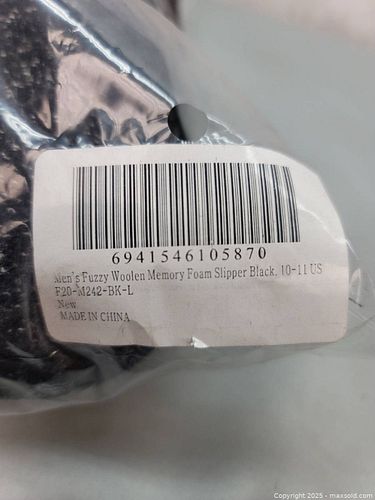 6941546105870
Men's Fuzzy Woolen Memory Foam Slipper Black, 10-11 US
F20-M242-BK-L
New
MADE IN CHINA
Copyright © 2025 - maxsold.com